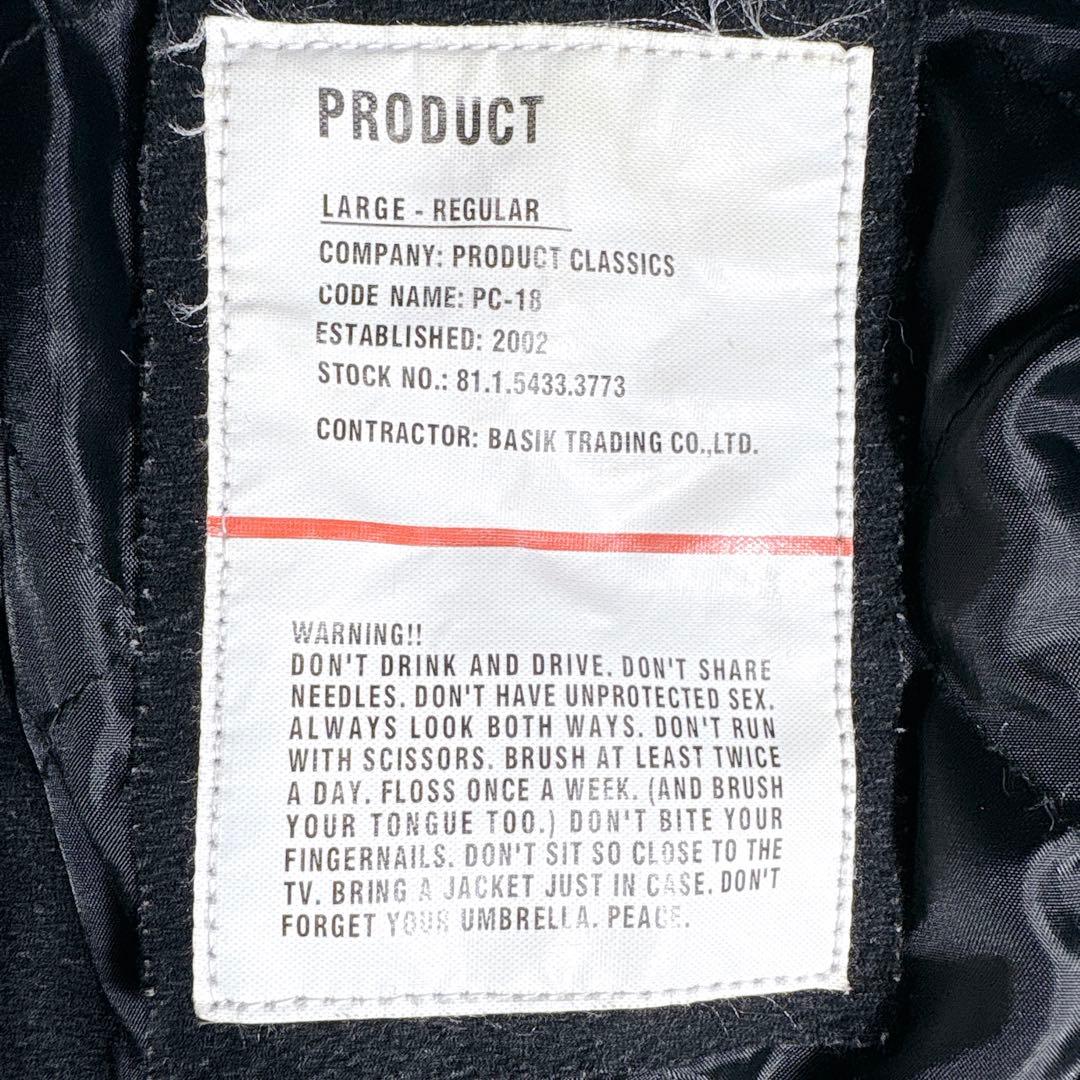 PRODUCT
LARGE - REGULAR
COMPANY: PRODUCT CLASSICS
CODE NAME: PC-18
ESTABLISHED: 2002
STOCK NO.: 81.1.5433.3773
CONTRACTOR: BASIK TRADING CO.,LTD.
WARNING!!
DON'T DRINK AND DRIVE. DON'T SHARE
NEEDLES. DON'T HAVE UNPROTECTED SEX.
ALWAYS LOOK BOTH WAYS. DON'T RUN
WITH SCISSORS. BRUSH AT LEAST TWICE
A DAY. FLOSS ONCE A WEEK. (AND BRUSH
YOUR TONGUE TOO.) DON'T BITE YOUR
FINGERNAILS. DON'T SIT SO CLOSE TO THE
TV. BRING A JACKET JUST IN CASE. DON'T
FORGET YOUR UMBRELLA. PEACE.